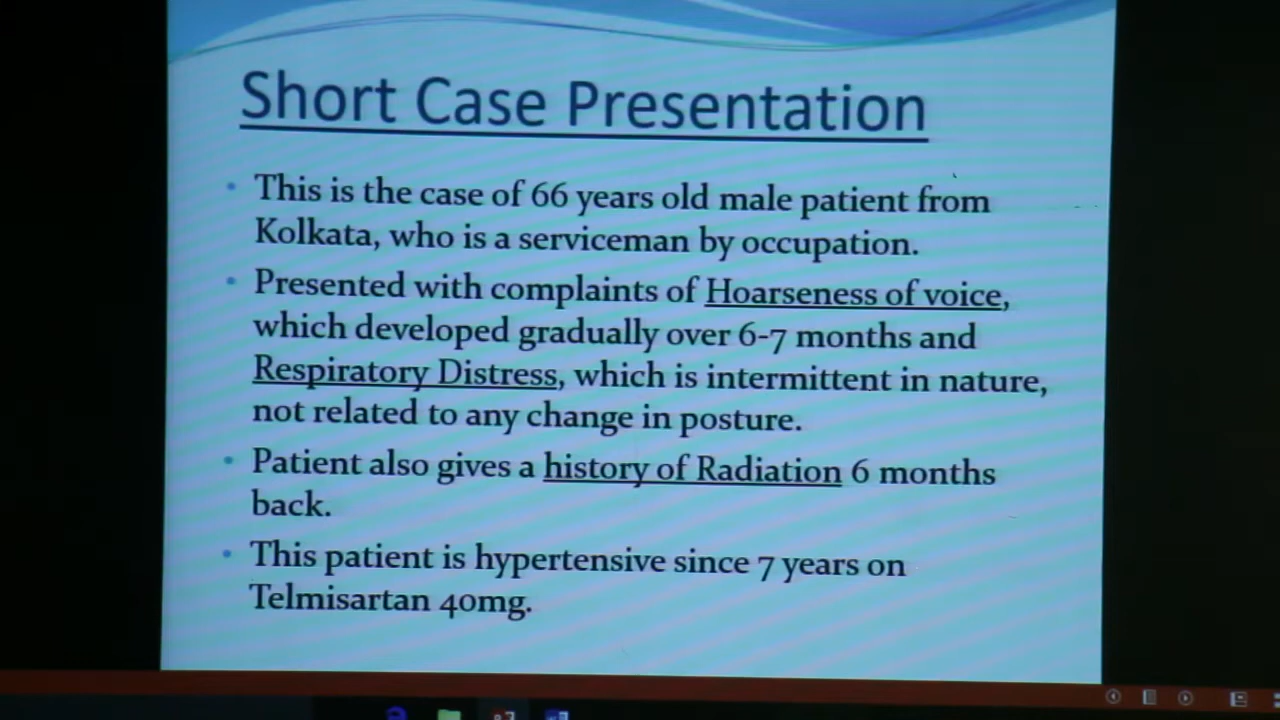 Short Case Presentation
This is the case of 66 years old male patient from
Kolkata, who is a serviceman by occupation.
Presented with complaints of Hoarseness of voice,
which developed gradually over 6-7 months and
Respiratory Distress, which is intermittent in nature,
not related to any change in posture.
Patient also gives a history of Radiation 6 months
back.
This patient is hypertensive since 7 years on
Telmisartan 40mg.